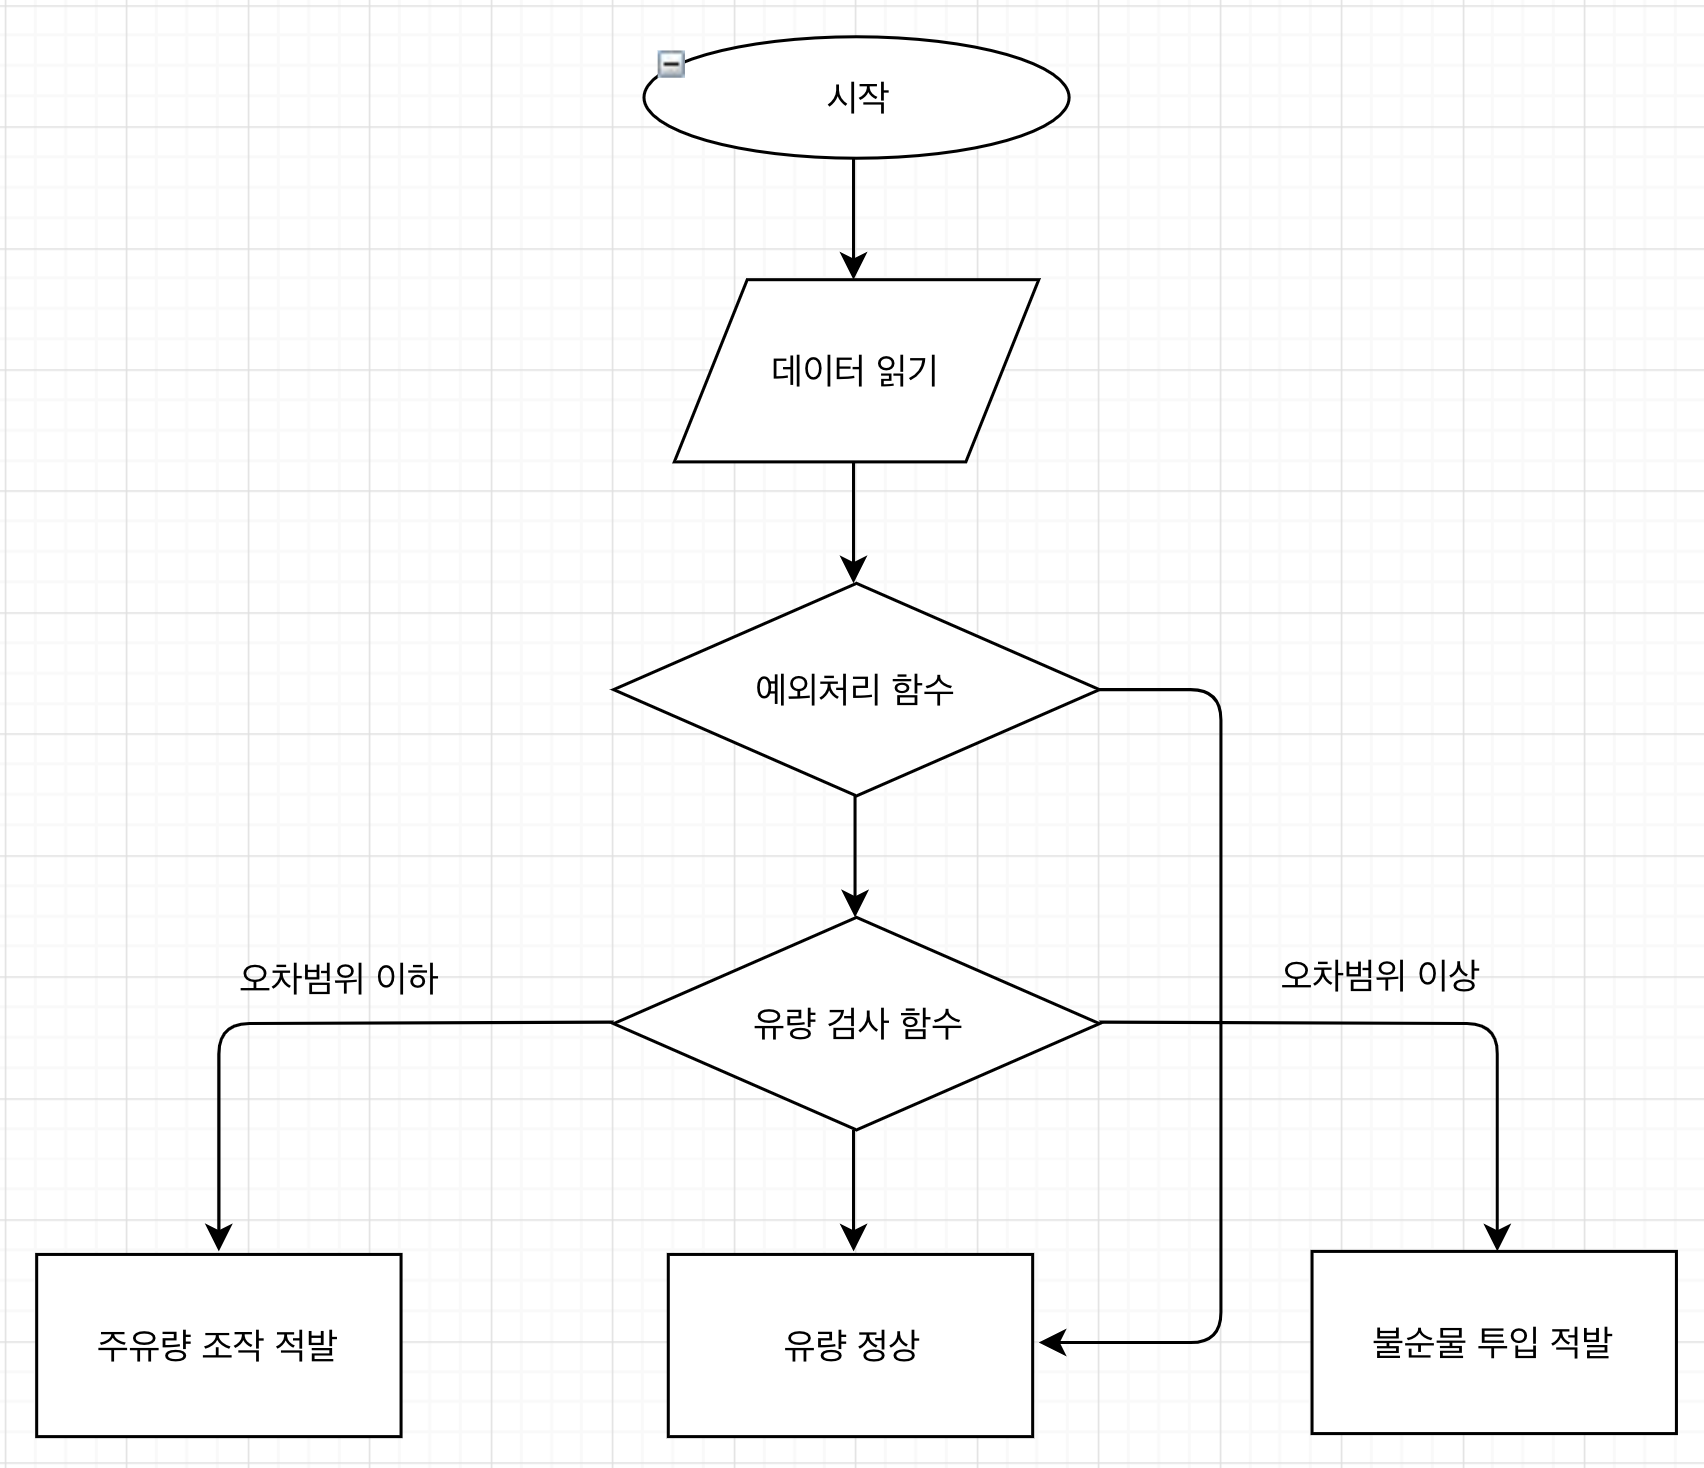 시작
데이터 읽기
예외처리 함수
오차범위 이하
오차범위 이상
유량 검사 함수
주유량 조작 적발
유량 정상
불순물 투입 적발